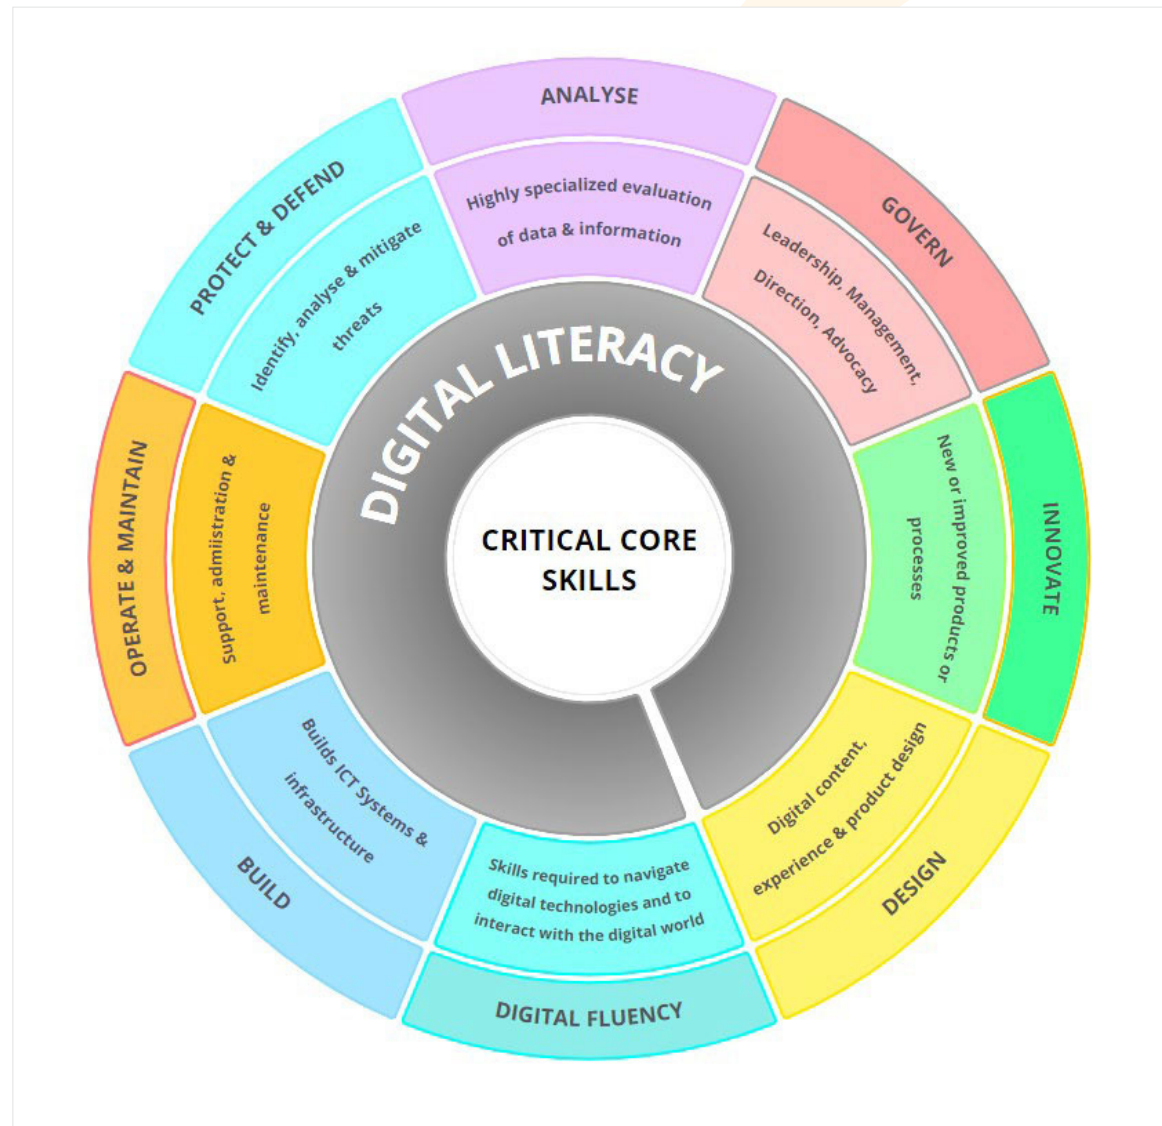 ANALYSE
Highly specialized evaluation
of data & information
GOVERN
Leadership, Management,
Direction, Advocacy
INNOVATE
New or improved products or
processes
DESIGN
Digital content,
experience & product design
DIGITAL FLUENCY
Skills required to navigate
digital technologies and to
interact with the digital world
BUILD
Builds ICT Systems &
infrastructure
OPERATE & MAINTAIN
Support, admiistration &
maintenance
PROTECT & DEFEND
Identify, analyse & mitigate
threats
DIGITAL LITERACY
CRITICAL CORE
SKILLS